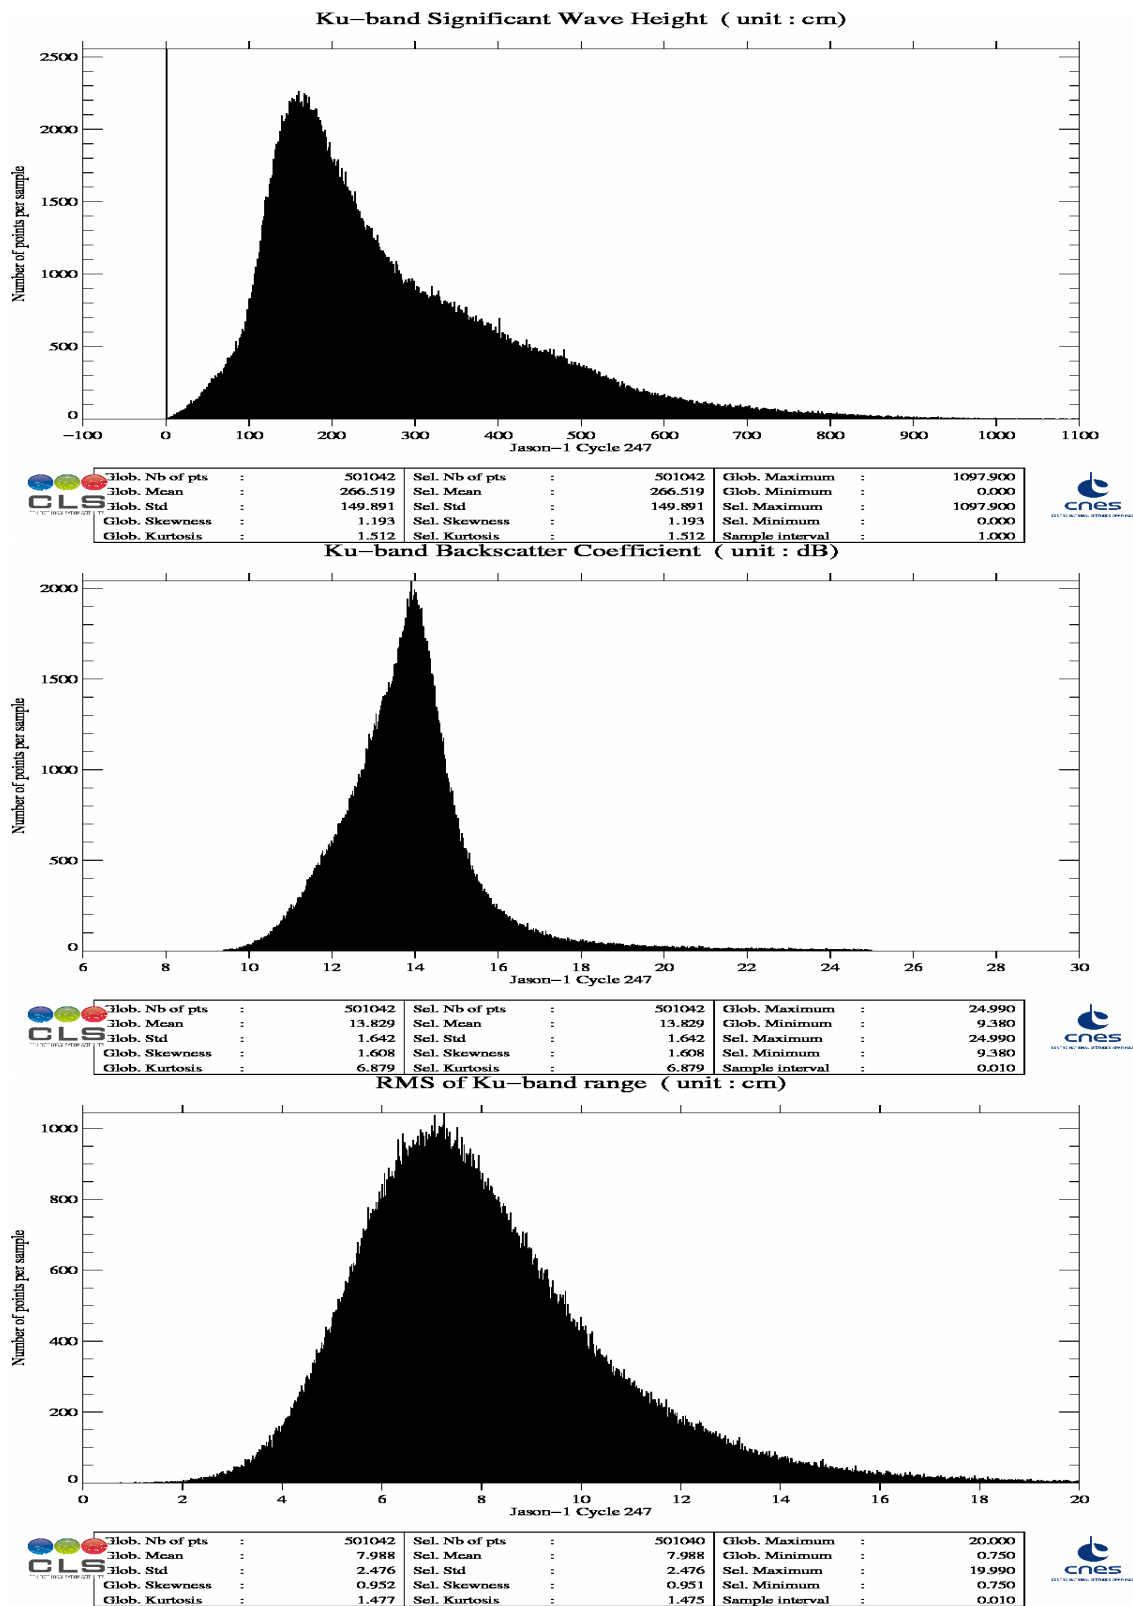 Ku-band Significant Wave Height ( unit : cm)
2500
2000
1500
1000
500
0
Number of points per sample
-100 0 100 200 300 400 500 600 700 800 900 1000 1100
Jason-1 Cycle 247
CLS
Glob. Nb of pts : 501042 Sel. Nb of pts : 501042 Glob. Maximum : 1097.900
Glob. Mean : 266.519 Sel. Mean : 266.519 Glob. Minimum : 0.000
Glob. Std : 149.891 Sel. Std : 149.891 Sel. Maximum : 1097.900
Glob. Skewness : 1.193 Sel. Skewness : 1.193 Sel. Minimum : 0.000
Glob. Kurtosis : 1.512 Sel. Kurtosis : 1.512 Sample interval : 1.000
cnes
Ku-band Backscatter Coefficient ( unit : dB)
2000
1500
1000
500
0
Number of points per sample
6 8 10 12 14 16 18 20 22 24 26 28 30
Jason-1 Cycle 247
CLS
Glob. Nb of pts : 501042 Sel. Nb of pts : 501042 Glob. Maximum : 24.990
Glob. Mean : 13.829 Sel. Mean : 13.829 Glob. Minimum : 9.380
Glob. Std : 1.642 Sel. Std : 1.642 Sel. Maximum : 24.990
Glob. Skewness : 1.608 Sel. Skewness : 1.608 Sel. Minimum : 9.380
Glob. Kurtosis : 6.879 Sel. Kurtosis : 6.879 Sample interval : 0.010
cnes
RMS of Ku-band range ( unit : cm)
1000
800
600
400
200
0
Number of points per sample
0 2 4 6 8 10 12 14 16 18 20
Jason-1 Cycle 247
CLS
Glob. Nb of pts : 501042 Sel. Nb of pts : 501040 Glob. Maximum : 20.000
Glob. Mean : 7.988 Sel. Mean : 7.988 Glob. Minimum : 0.750
Glob. Std : 2.476 Sel. Std : 2.476 Sel. Maximum : 19.990
Glob. Skewness : 0.952 Sel. Skewness : 0.951 Sel. Minimum : 0.750
Glob. Kurtosis : 1.477 Sel. Kurtosis : 1.475 Sample interval : 0.010
cnes